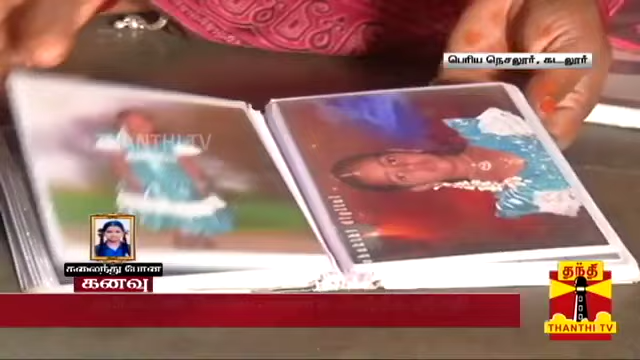 பெரிய நெசலூர், கடலூர்
THANTHI TV
கலைந்து போன
கனவு
தந்தி
THANTHI TV